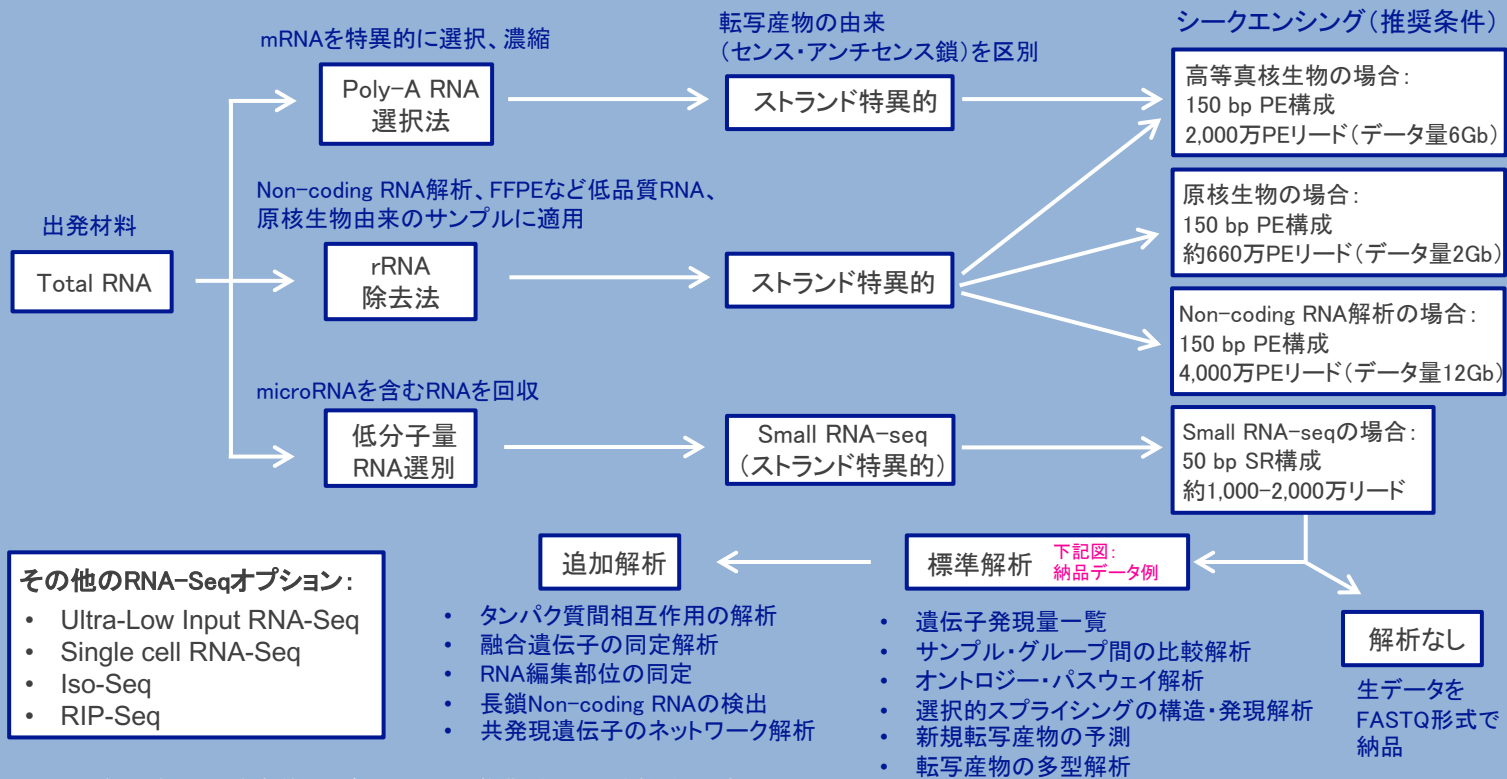 mRNAを特異的に選択、濃縮
転写産物の由来
（センス・アンチセンス鎖）を区別
シークエンシング（推奨条件）
Poly-A RNA
選択法
ストランド特異的
高等真核生物の場合：
150 bp PE構成
2,000万PEリード（データ量6Gb）
Non-coding RNA解析、FFPEなど低品質RNA、
原核生物由来のサンプルに適用
出発材料
Total RNA
rRNA
除去法
ストランド特異的
原核生物の場合：
150 bp PE構成
約660万PEリード（データ量2Gb）
Non-coding RNA解析の場合：
150 bp PE構成
4,000万PEリード（データ量12Gb）
microRNAを含むRNAを回収
低分子量
RNA選別
Small RNA-seq
（ストランド特異的）
Small RNA-seqの場合：
50 bp SR構成
約1,000-2,000万リード
その他のRNA-Seqオプション：
• Ultra-Low Input RNA-Seq
• Single cell RNA-Seq
• Iso-Seq
• RIP-Seq
追加解析
• タンパク質間相互作用の解析
• 融合遺伝子の同定解析
• RNA編集部位の同定
• 長鎖Non-coding RNAの検出
• 共発現遺伝子のネットワーク解析
標準解析
下記図：
納品データ例
• 遺伝子発現量一覧
• サンプル・グループ間の比較解析
• オントロジー・パスウェイ解析
• 選択的スプライシングの構造・発現解析
• 新規転写産物の予測
• 転写産物の多型解析
解析なし
生データを
FASTQ形式で
納品